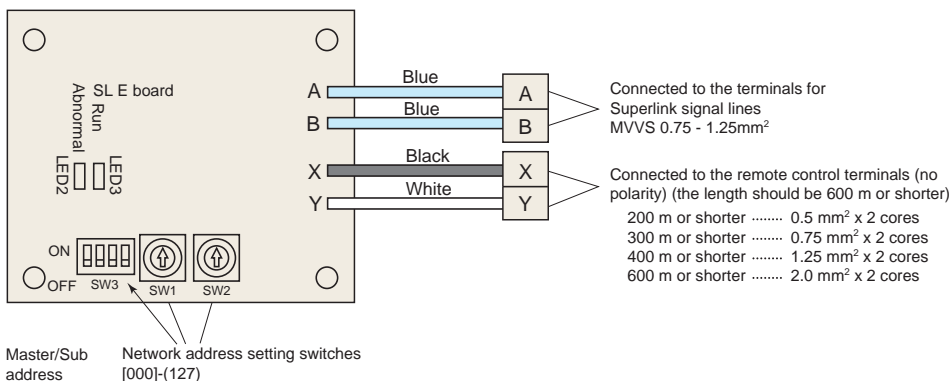 SL E board
Abnormal
Run
LED2
LED3
ON
OFF
SW3
SW1
SW2
A
B
X
Y
Blue
Blue
Black
White
A
B
X
Y
Connected to the terminals for
Superlink signal lines
MVVS 0.75 - 1.25mm²
Connected to the remote control terminals (no
polarity) (the length should be 600 m or shorter)
200 m or shorter ........ 0.5 mm² x 2 cores
300 m or shorter ........ 0.75 mm² x 2 cores
400 m or shorter ........ 1.25 mm² x 2 cores
600 m or shorter ........ 2.0 mm² x 2 cores
Master/Sub
address
Network address setting switches
[000]-(127)